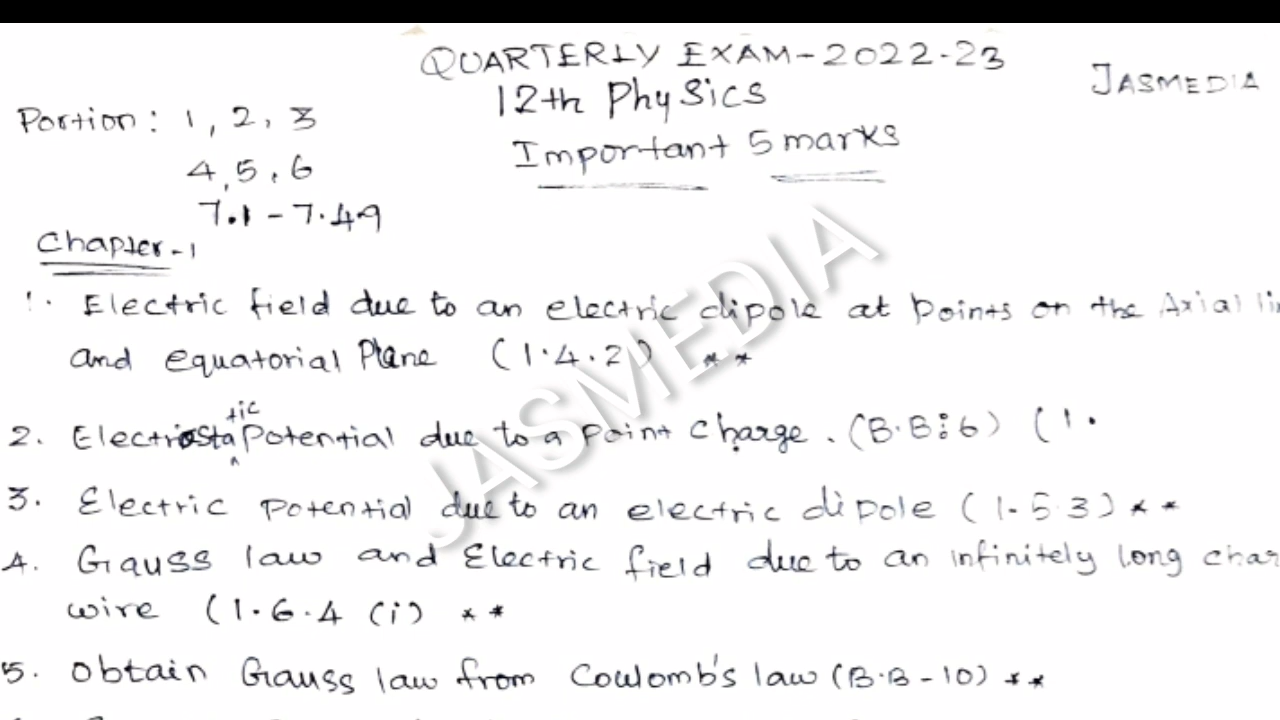 QUARTERLY EXAM-2022-23
JASMEDIA
12th Physics
Portion: 1, 2, 3
Important 5 marks
4, 5, 6
7.1 - 7.49
Chapter-1
1. Electric field due to an electric dipole at Points on the Axial li
and equatorial Plane (1.4.2) **
2. Electrostatic Potential due to a Point Charge. (B.B:6) (1.
3. Electric Potential due to an electric dipole (1.5.3) **
4. Gauss law and Electric field due to an infinitely long char
wire (1.6.4 (i) **
5. Obtain Gauss law from Coulomb's law (B.B-10) **
JASMEDIA